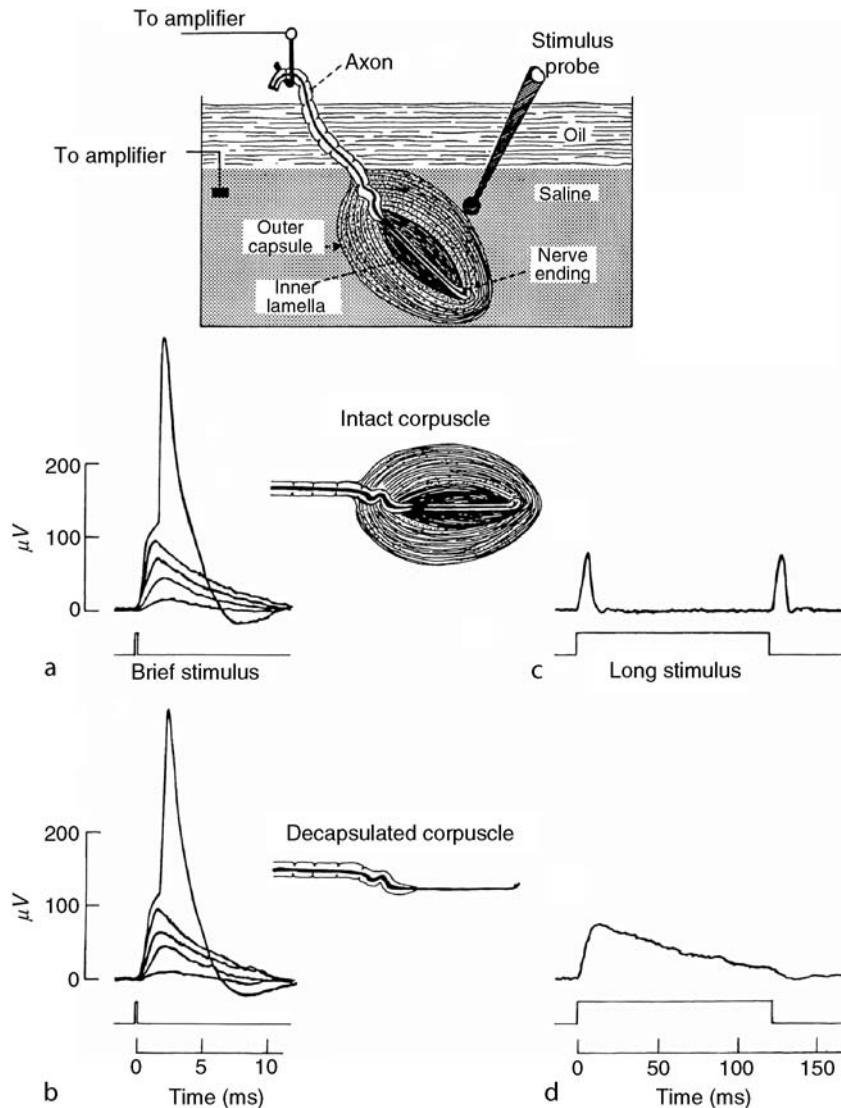 To amplifier
Axon
Stimulus
probe
Oil
To amplifier
Saline
Outer
capsule
Inner
lamella
Nerve
ending
Intact corpuscle
200
100
0
μV
a
Brief stimulus
c
Long stimulus
Decapsulated corpuscle
200
100
0
μV
0 5 10
0 50 100 150
b
Time (ms)
d
Time (ms)